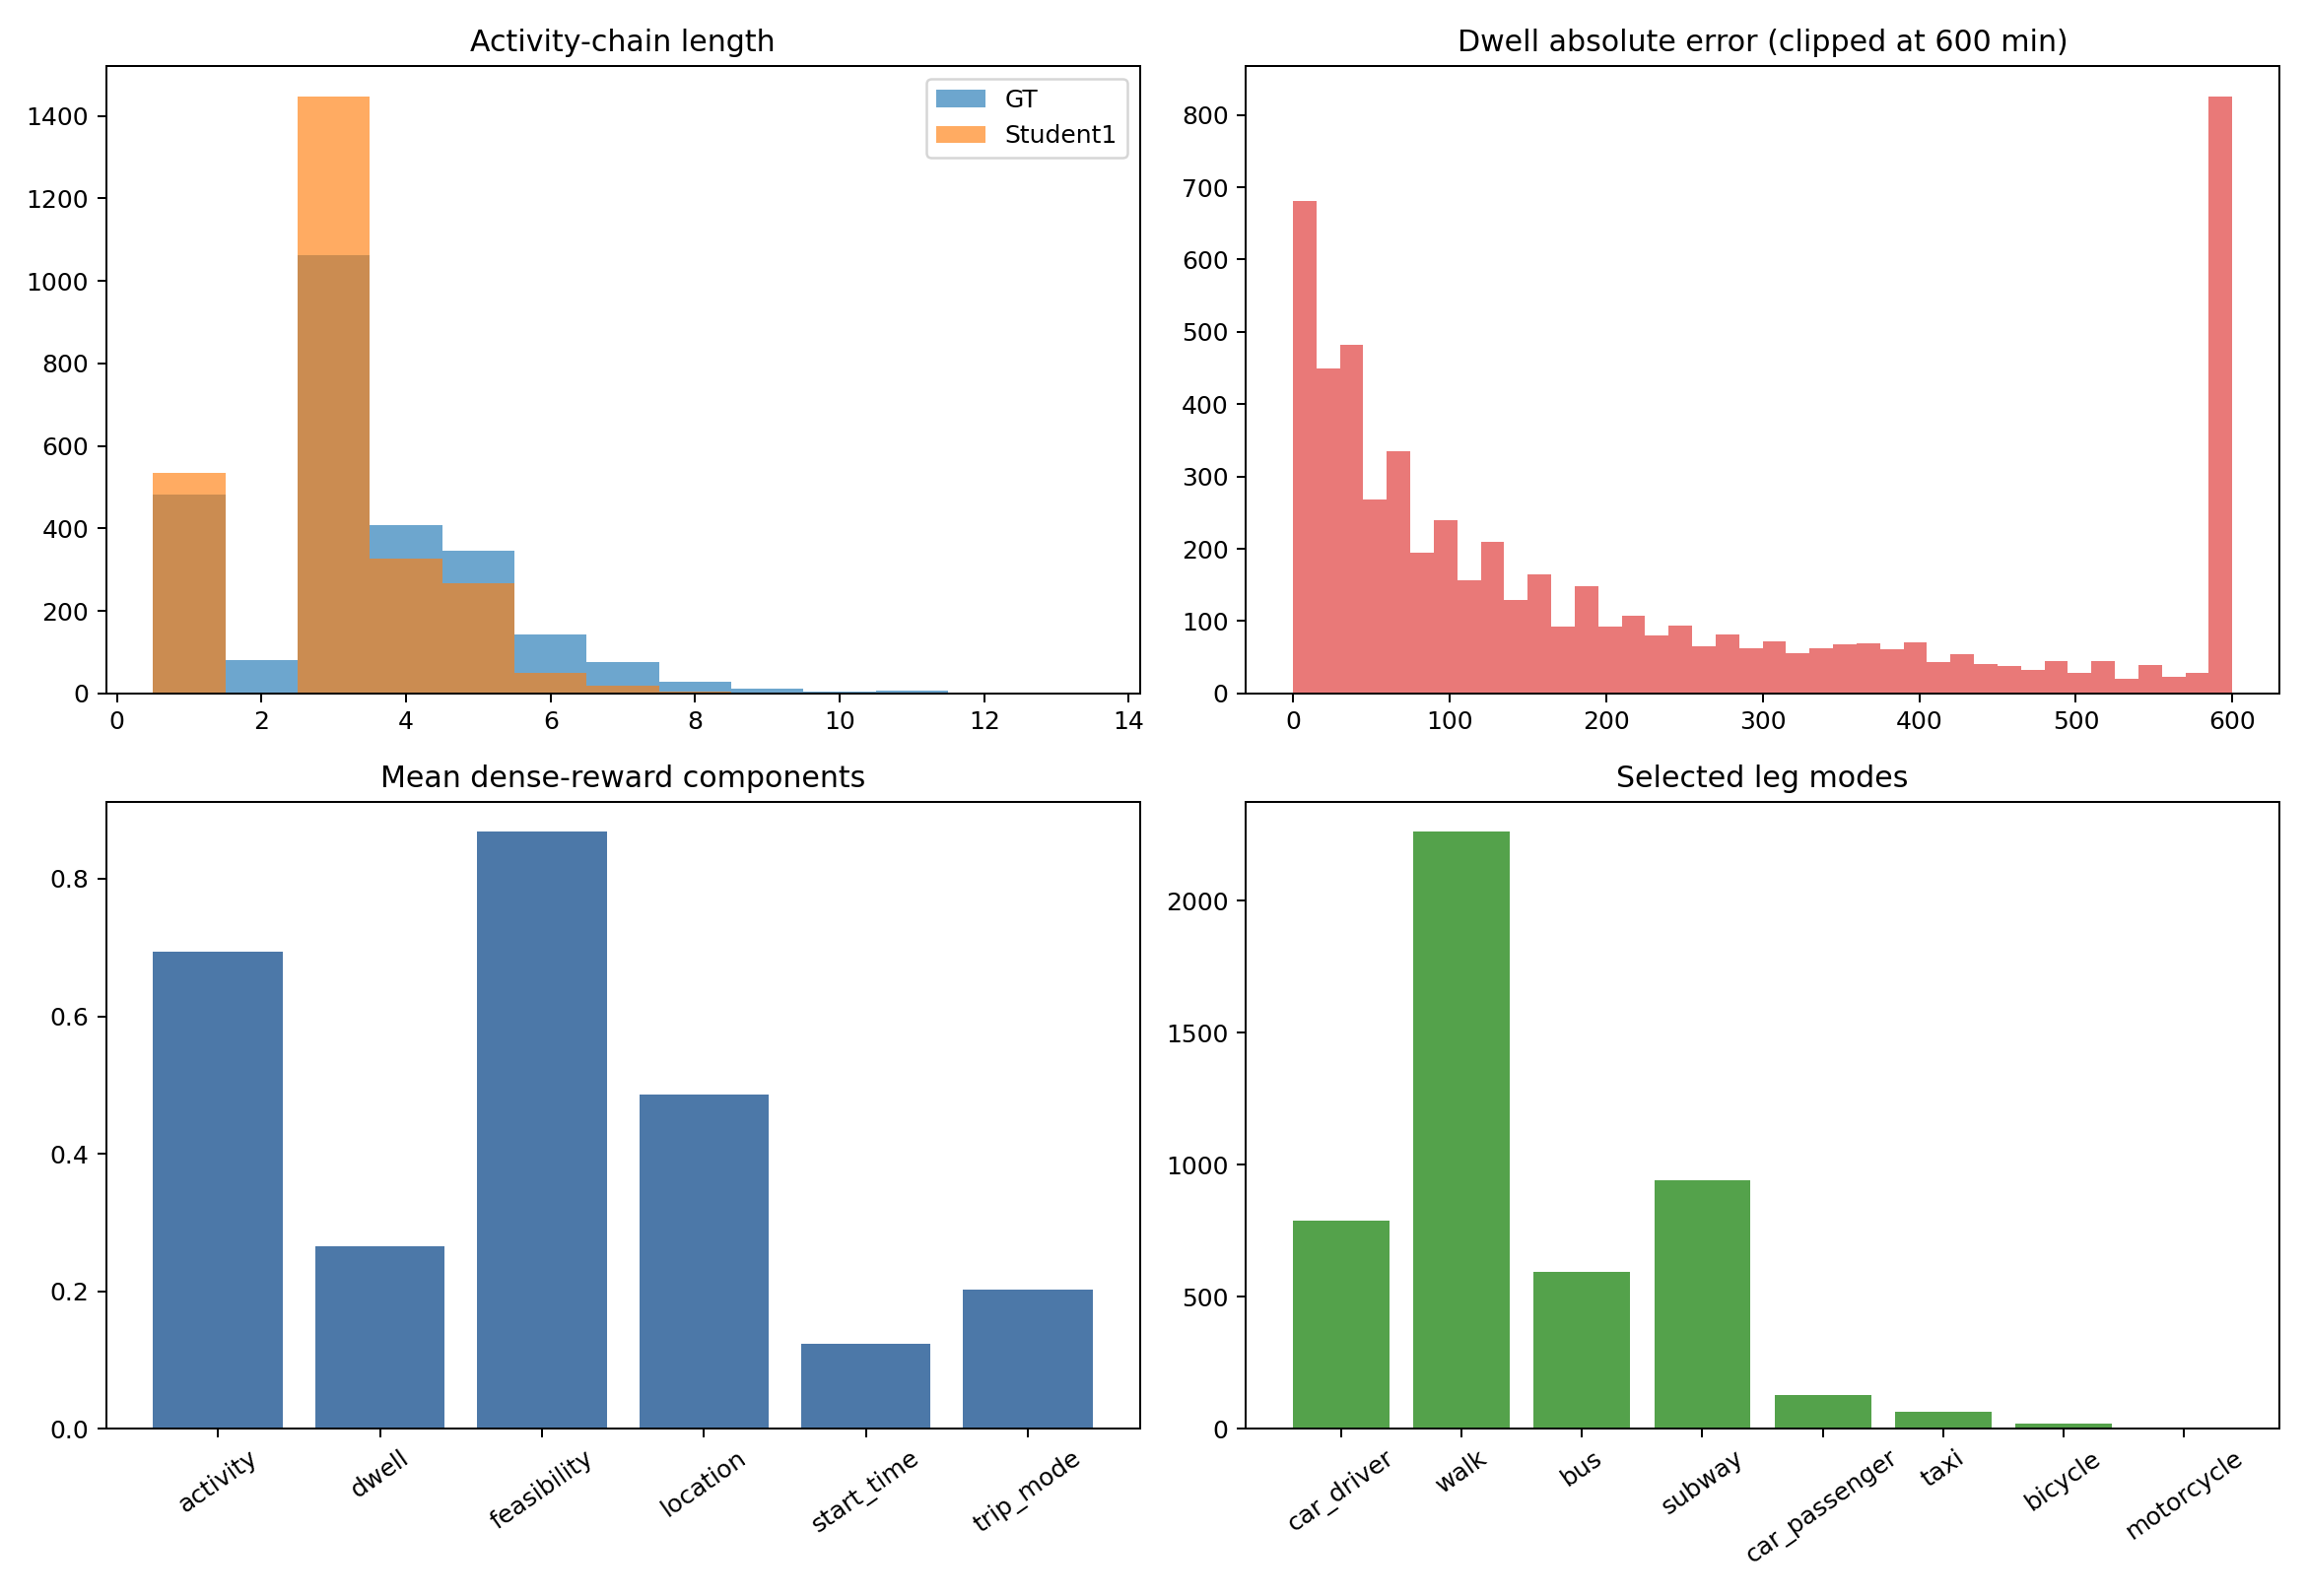 Activity-chain length
GT
Student1
1400
1200
1000
800
600
400
200
0
0 2 4 6 8 10 12 14
Dwell absolute error (clipped at 600 min)
800
700
600
500
400
300
200
100
0
0 100 200 300 400 500 600
Mean dense-reward components
0.8
0.6
0.4
0.2
0.0
activity dwell feasibility location start_time trip_mode
Selected leg modes
2000
1500
1000
500
0
car_driver walk bus subway car_passenger taxi bicycle motorcycle